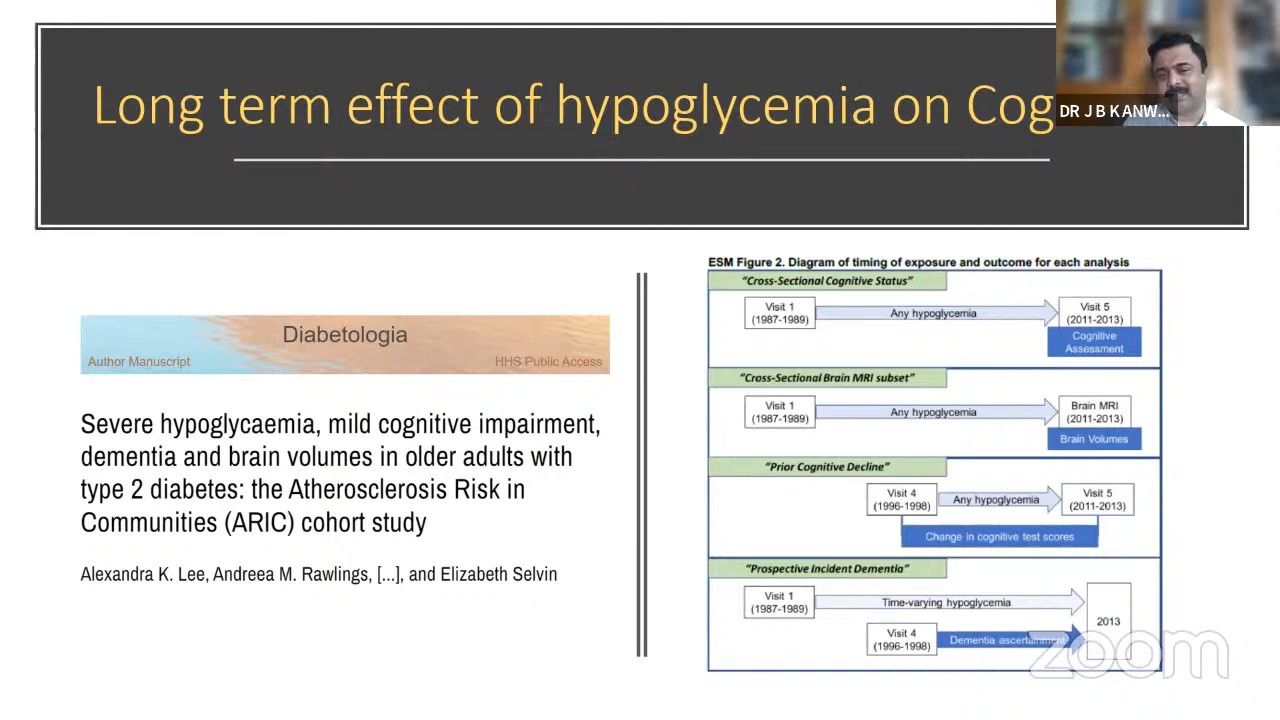 Long term effect of hypoglycemia on Cog
DR J B KANW...
Diabetologia
Author Manuscript
HHS Public Access
Severe hypoglycaemia, mild cognitive impairment,
dementia and brain volumes in older adults with
type 2 diabetes: the Atherosclerosis Risk in
Communities (ARIC) cohort study
Alexandra K. Lee, Andreea M. Rawlings, [...], and Elizabeth Selvin
ESM Figure 2. Diagram of timing of exposure and outcome for each analysis
"Cross-Sectional Cognitive Status"
Visit 1
(1987-1989)
Any hypoglycemia
Visit 5
(2011-2013)
Cognitive
Assessment
"Cross-Sectional Brain MRI subset"
Visit 1
(1987-1989)
Any hypoglycemia
Brain MRI
(2011-2013)
Brain Volumes
"Prior Cognitive Decline"
Visit 4
(1996-1998)
Any hypoglycemia
Visit 5
(2011-2013)
Change in cognitive test scores
"Prospective Incident Dementia"
Visit 1
(1987-1989)
Time-varying hypoglycemia
2013
Visit 4
(1996-1998)
Dementia ascertainment
zoom